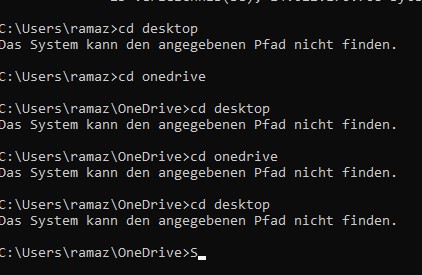 C:\Users\ramaz>cd desktop
Das System kann den angegebenen Pfad nicht finden.
C:\Users\ramaz>cd onedrive
C:\Users\ramaz\OneDrive>cd desktop
Das System kann den angegebenen Pfad nicht finden.
C:\Users\ramaz\OneDrive>cd onedrive
Das System kann den angegebenen Pfad nicht finden.
C:\Users\ramaz\OneDrive>cd desktop
Das System kann den angegebenen Pfad nicht finden.
C:\Users\ramaz\OneDrive>S